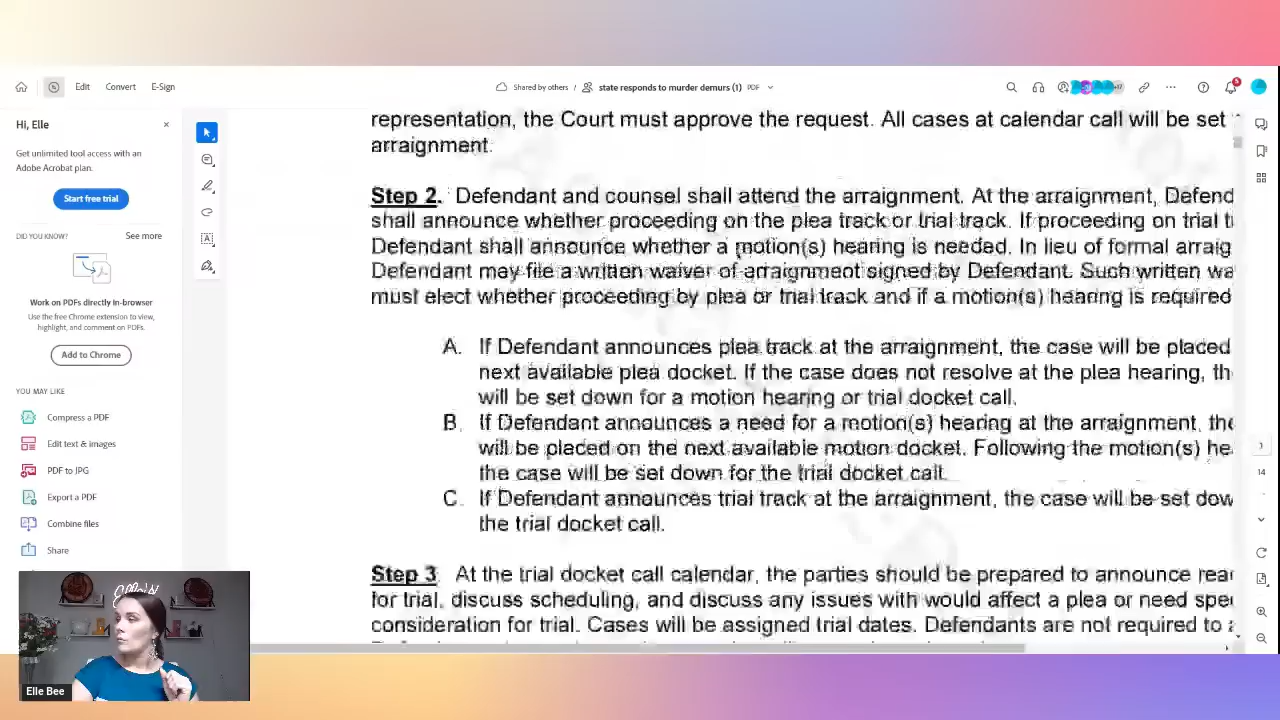 Edit
Convert
E-Sign
Shared by others /
state responds to murder demurs (1)
PDF
5
Hi, Elle
Get unlimited tool access with an
Adobe Acrobat plan.
Start free trial
DID YOU KNOW?
See more
Work on PDFs directly in-browser
Use the free Chrome extension to view,
highlight, and comment on PDFs.
Add to Chrome
YOU MAY LIKE
Compress a PDF
Edit text & images
PDF to JPG
Export a PDF
Combine files
Share
representation, the Court must approve the request. All cases at calendar call will be set
arraignment.
Step 2. Defendant and counsel shall attend the arraignment. At the arraignment, Defend
shall announce whether proceeding on the plea track or trial track. If proceeding on trial t
Defendant shall announce whether a motion(s) hearing is needed. In lieu of formal arraig
Defendant may file a written waiver of arraignment signed by Defendant. Such written wa
must elect whether proceeding by plea or trial track and if a motion(s) hearing is required
A. If Defendant announces plea track at the arraignment, the case will be placed
next available plea docket. If the case does not resolve at the plea hearing, th
will be set down for a motion hearing or trial docket call.
B. If Defendant announces a need for a motion(s) hearing at the arraignment, the
will be placed on the next available motion docket. Following the motion(s) he
the case will be set down for the trial docket call.
C. If Defendant announces trial track at the arraignment, the case will be set dow
the trial docket call.
Step 3 At the trial docket call calendar, the parties should be prepared to announce rea
for trial, discuss scheduling, and discuss any issues with would affect a plea or need spe
consideration for trial. Cases will be assigned trial dates. Defendants are not required to a
14
Elle Bee